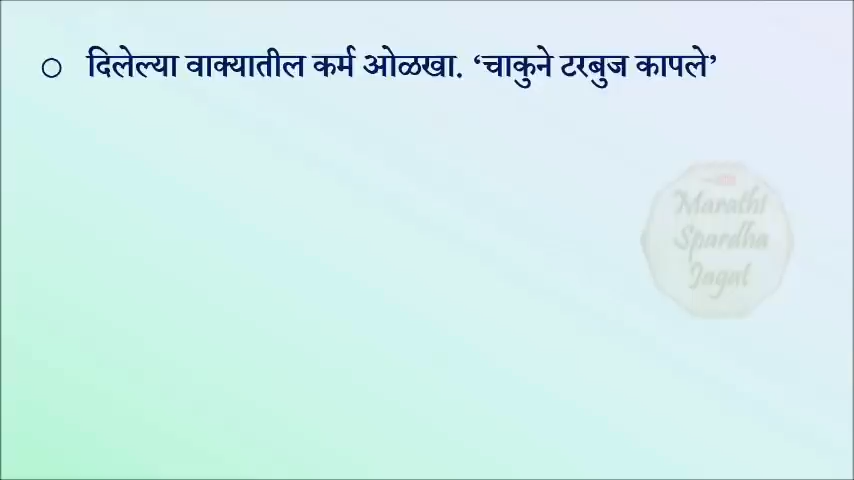 दिलेल्या वाक्यातील कर्म ओळखा. ‘चाकुने टरबुज कापले’
Marathi
Spardha
Jagat